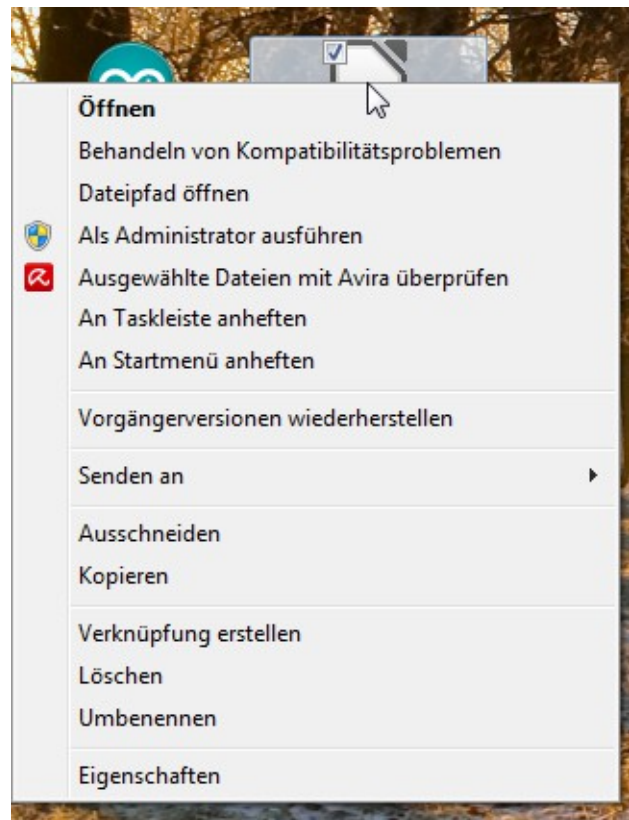 Öffnen
Behandeln von Kompatibilitätsproblemen
Dateipfad öffnen
Als Administrator ausführen
Ausgewählte Dateien mit Avira überprüfen
An Taskleiste anheften
An Startmenü anheften
Vorgängerversionen wiederherstellen
Senden an
Ausschneiden
Kopieren
Verknüpfung erstellen
Löschen
Umbenennen
Eigenschaften